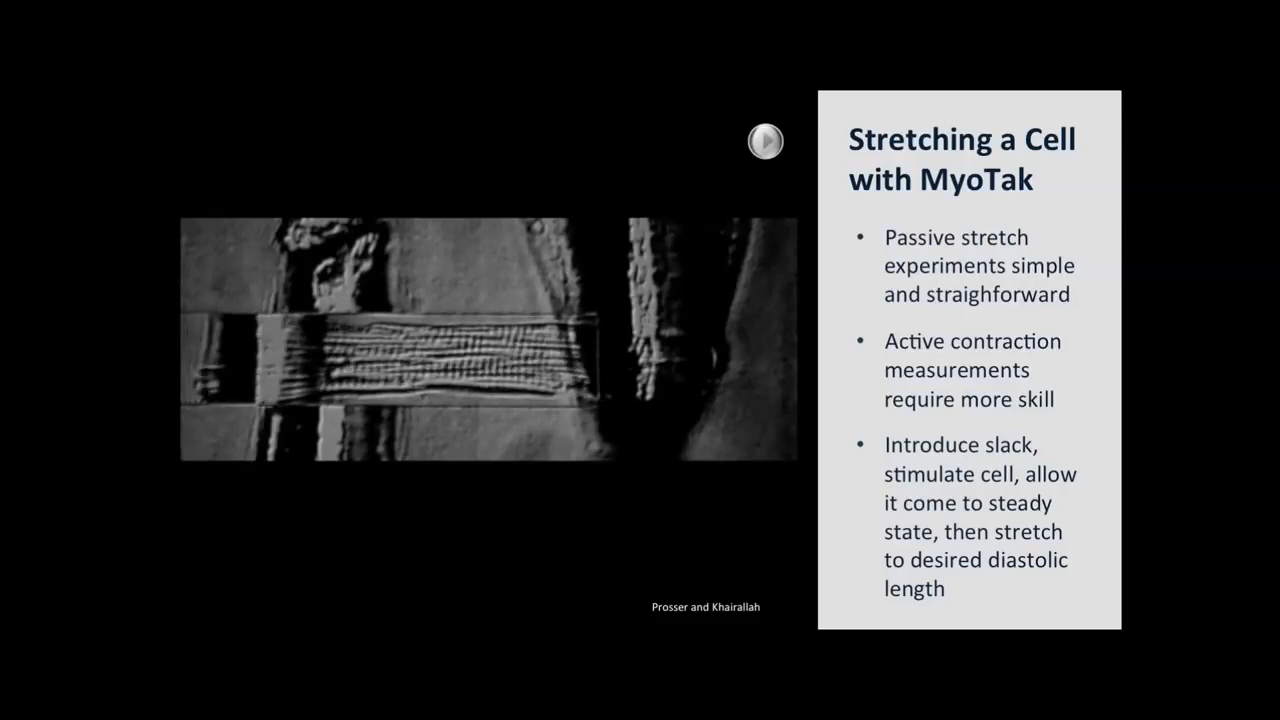 Stretching a Cell
with MyoTak
• Passive stretch
experiments simple
and straighforward
• Active contraction
measurements
require more skill
• Introduce slack,
stimulate cell, allow
it come to steady
state, then stretch
to desired diastolic
length
Prosser and Khairallah